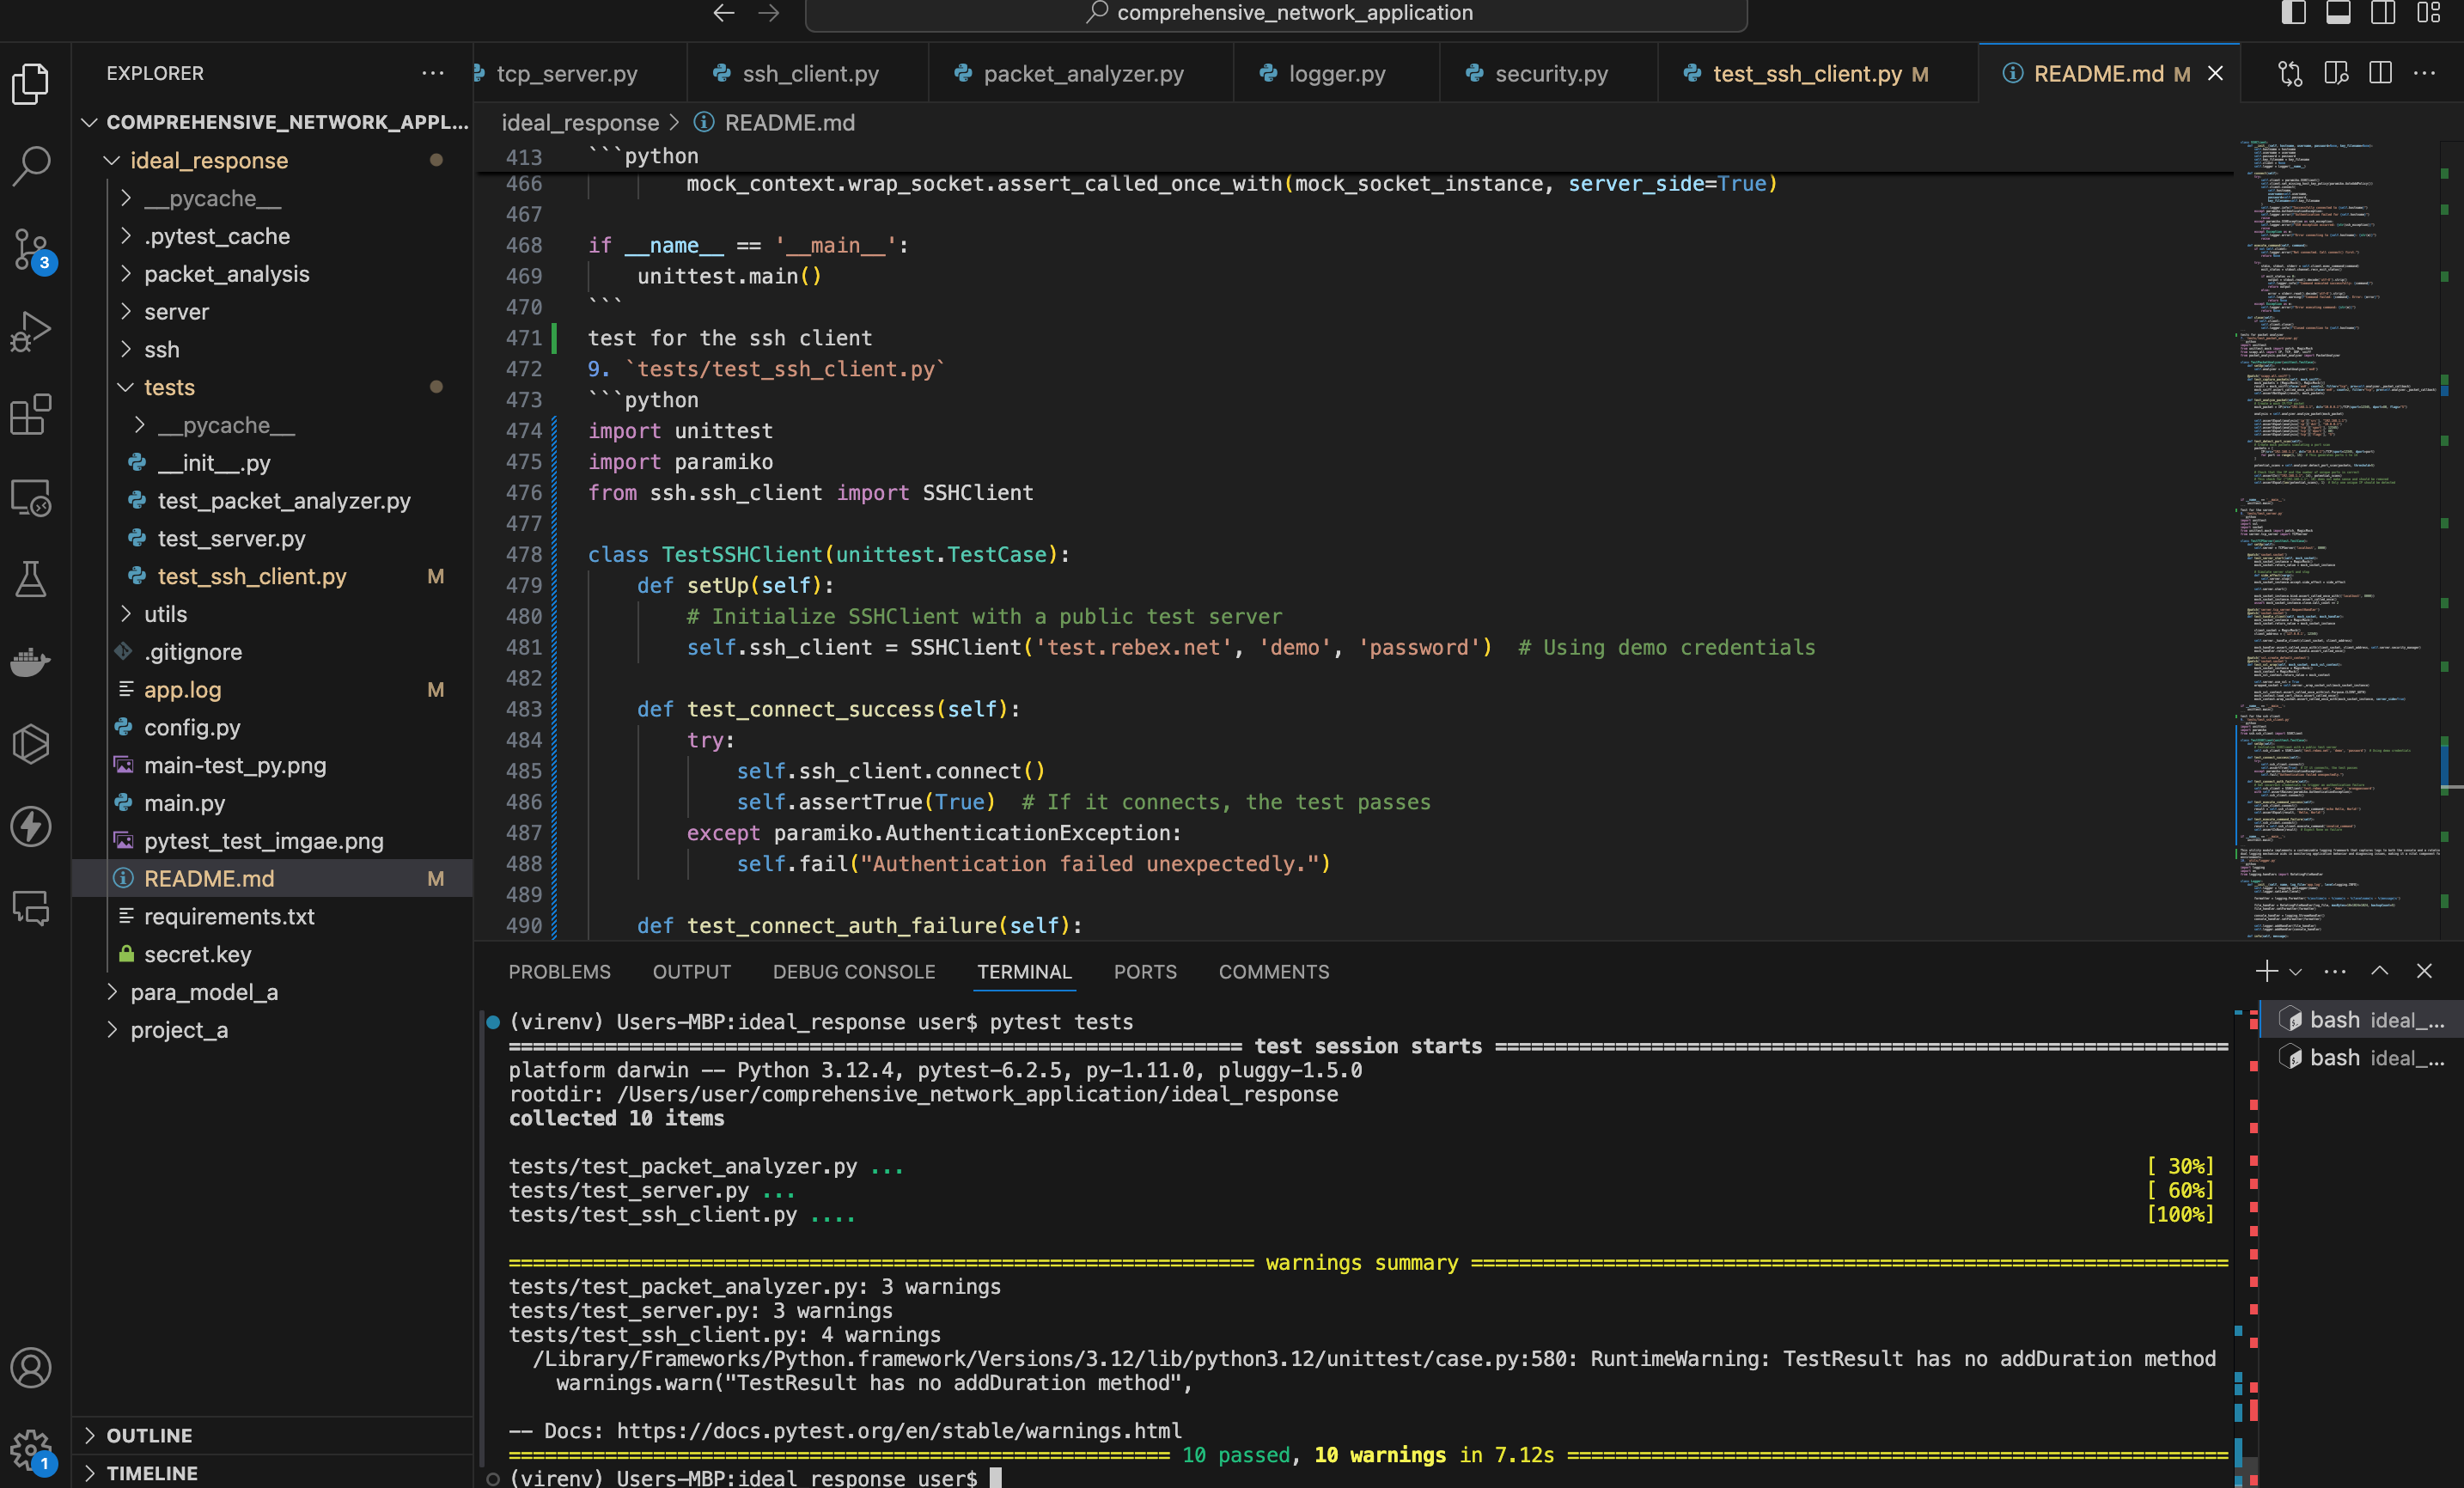 comprehensive_network_application
EXPLORER
COMPREHENSIVE_NETWORK_APPL...
ideal_response
__pycache__
.pytest_cache
packet_analysis
server
ssh
tests
__pycache__
__init__.py
test_packet_analyzer.py
test_server.py
test_ssh_client.py M
utils
.gitignore
app.log M
config.py
main-test_py.png
main.py
pytest_test_imgae.png
README.md M
requirements.txt
secret.key
para_model_a
project_a
OUTLINE
TIMELINE
3
1
tcp_server.py ssh_client.py packet_analyzer.py logger.py security.py test_ssh_client.py M README.md M
ideal_response > README.md
413 ```python
466 mock_context.wrap_socket.assert_called_once_with(mock_socket_instance, server_side=True)
467
468 if __name__ == '__main__':
469 unittest.main()
470 ```
471 test for the ssh client
472 9. `tests/test_ssh_client.py`
473 ```python
474 import unittest
475 import paramiko
476 from ssh.ssh_client import SSHClient
477
478 class TestSSHClient(unittest.TestCase):
479 def setUp(self):
480 # Initialize SSHClient with a public test server
481 self.ssh_client = SSHClient('test.rebex.net', 'demo', 'password') # Using demo credentials
482
483 def test_connect_success(self):
484 try:
485 self.ssh_client.connect()
486 self.assertTrue(True) # If it connects, the test passes
487 except paramiko.AuthenticationException:
488 self.fail("Authentication failed unexpectedly.")
489
490 def test_connect_auth_failure(self):
PROBLEMS OUTPUT DEBUG CONSOLE TERMINAL PORTS COMMENTS
(virenv) Users-MBP:ideal_response user$ pytest tests
test session starts
platform darwin -- Python 3.12.4, pytest-6.2.5, py-1.11.0, pluggy-1.5.0
rootdir: /Users/user/comprehensive_network_application/ideal_response
collected 10 items
tests/test_packet_analyzer.py ... [ 30%]
tests/test_server.py ... [ 60%]
tests/test_ssh_client.py .... [100%]
warnings summary
tests/test_packet_analyzer.py: 3 warnings
tests/test_server.py: 3 warnings
tests/test_ssh_client.py: 4 warnings
/Library/Frameworks/Python.framework/Versions/3.12/lib/python3.12/unittest/case.py:580: RuntimeWarning: TestResult has no addDuration method
warnings.warn("TestResult has no addDuration method",
-- Docs: https://docs.pytest.org/en/stable/warnings.html
10 passed, 10 warnings in 7.12s
(virenv) Users-MBP:ideal_response user$
bash ideal_...
bash ideal_...